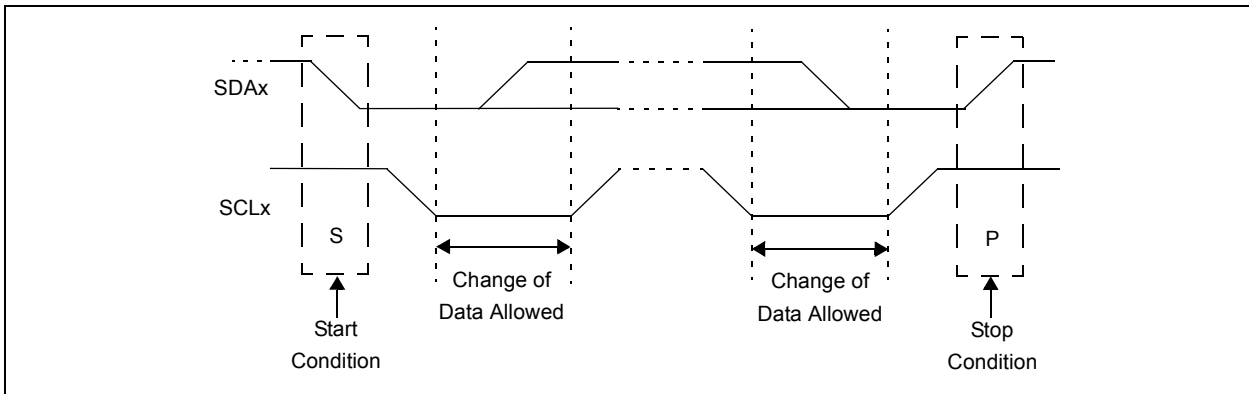 SDAx
SCLx
S
P
Change of
Data Allowed
Change of
Data Allowed
Start
Condition
Stop
Condition